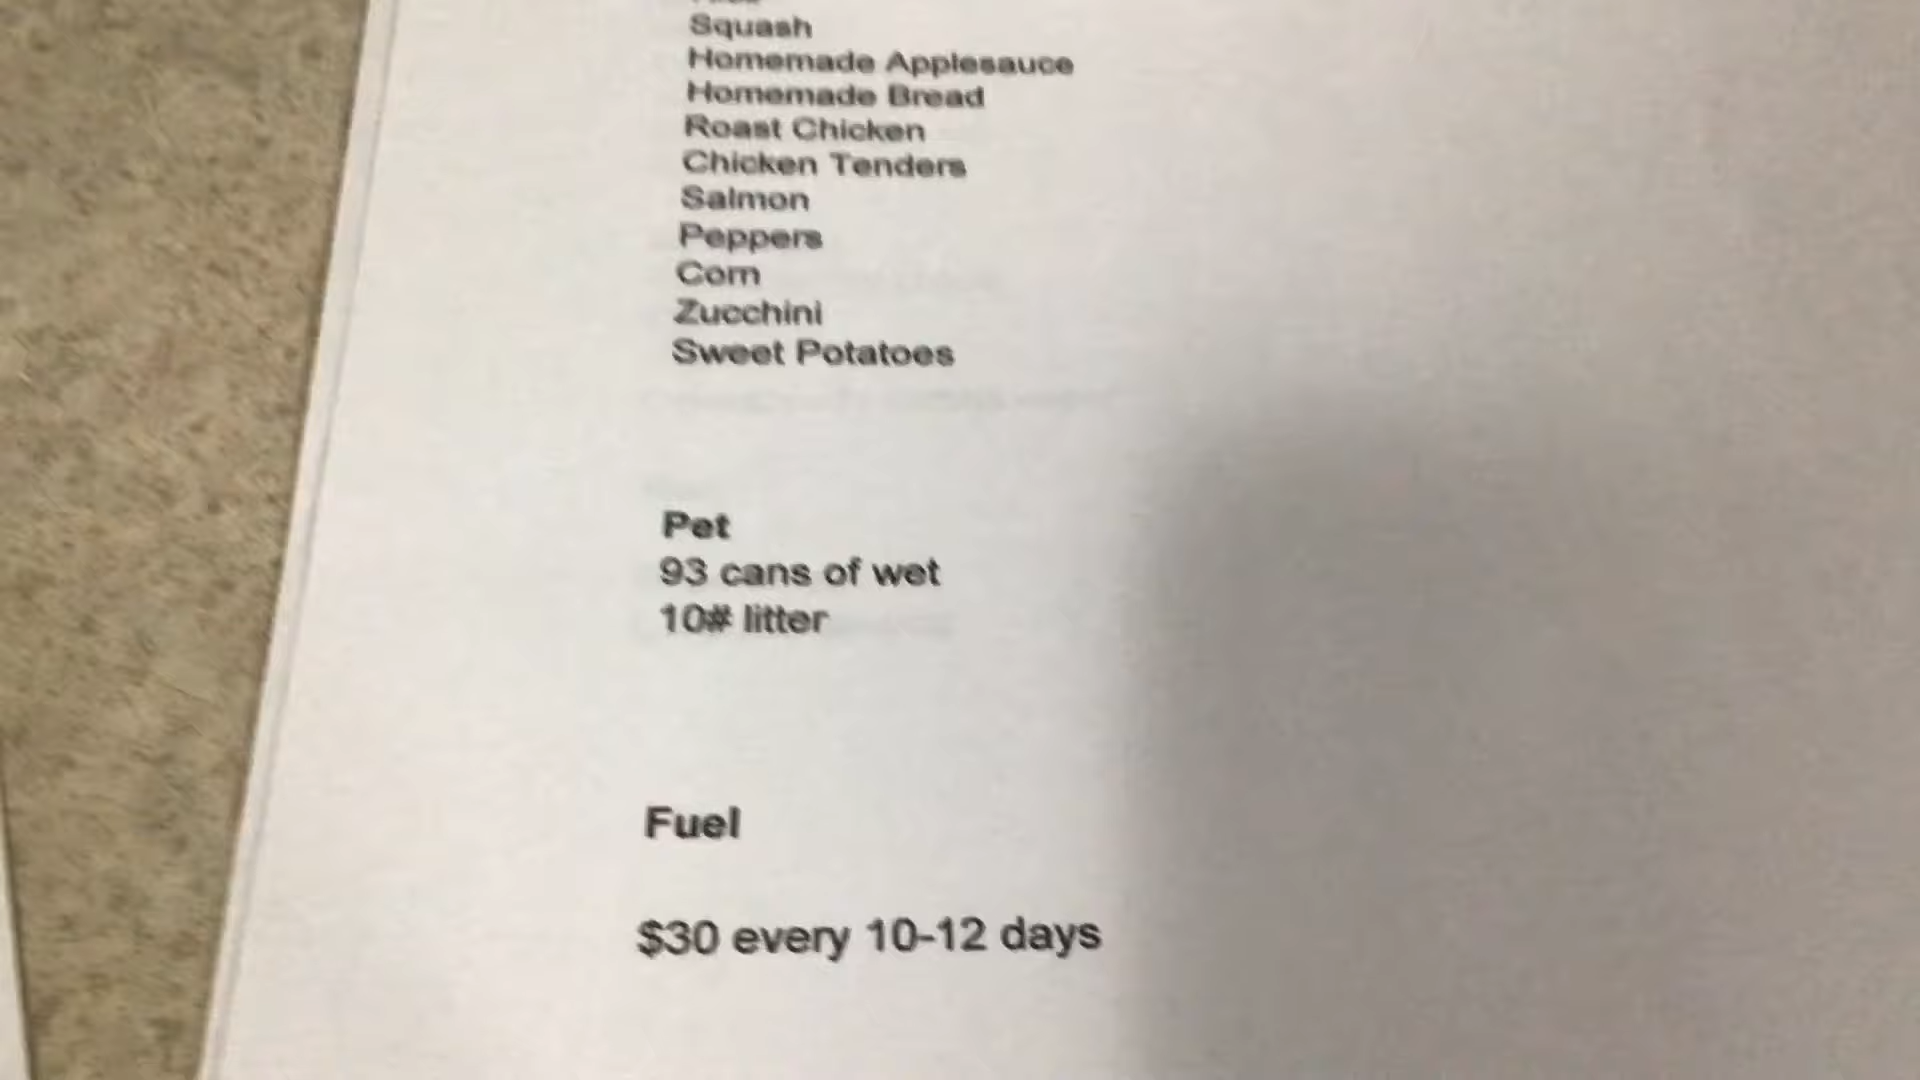 Squash
Homemade Applesauce
Homemade Bread
Roast Chicken
Chicken Tenders
Salmon
Peppers
Corn
Zucchini
Sweet Potatoes
Pet
93 cans of wet
10# litter
Fuel
$30 every 10-12 days